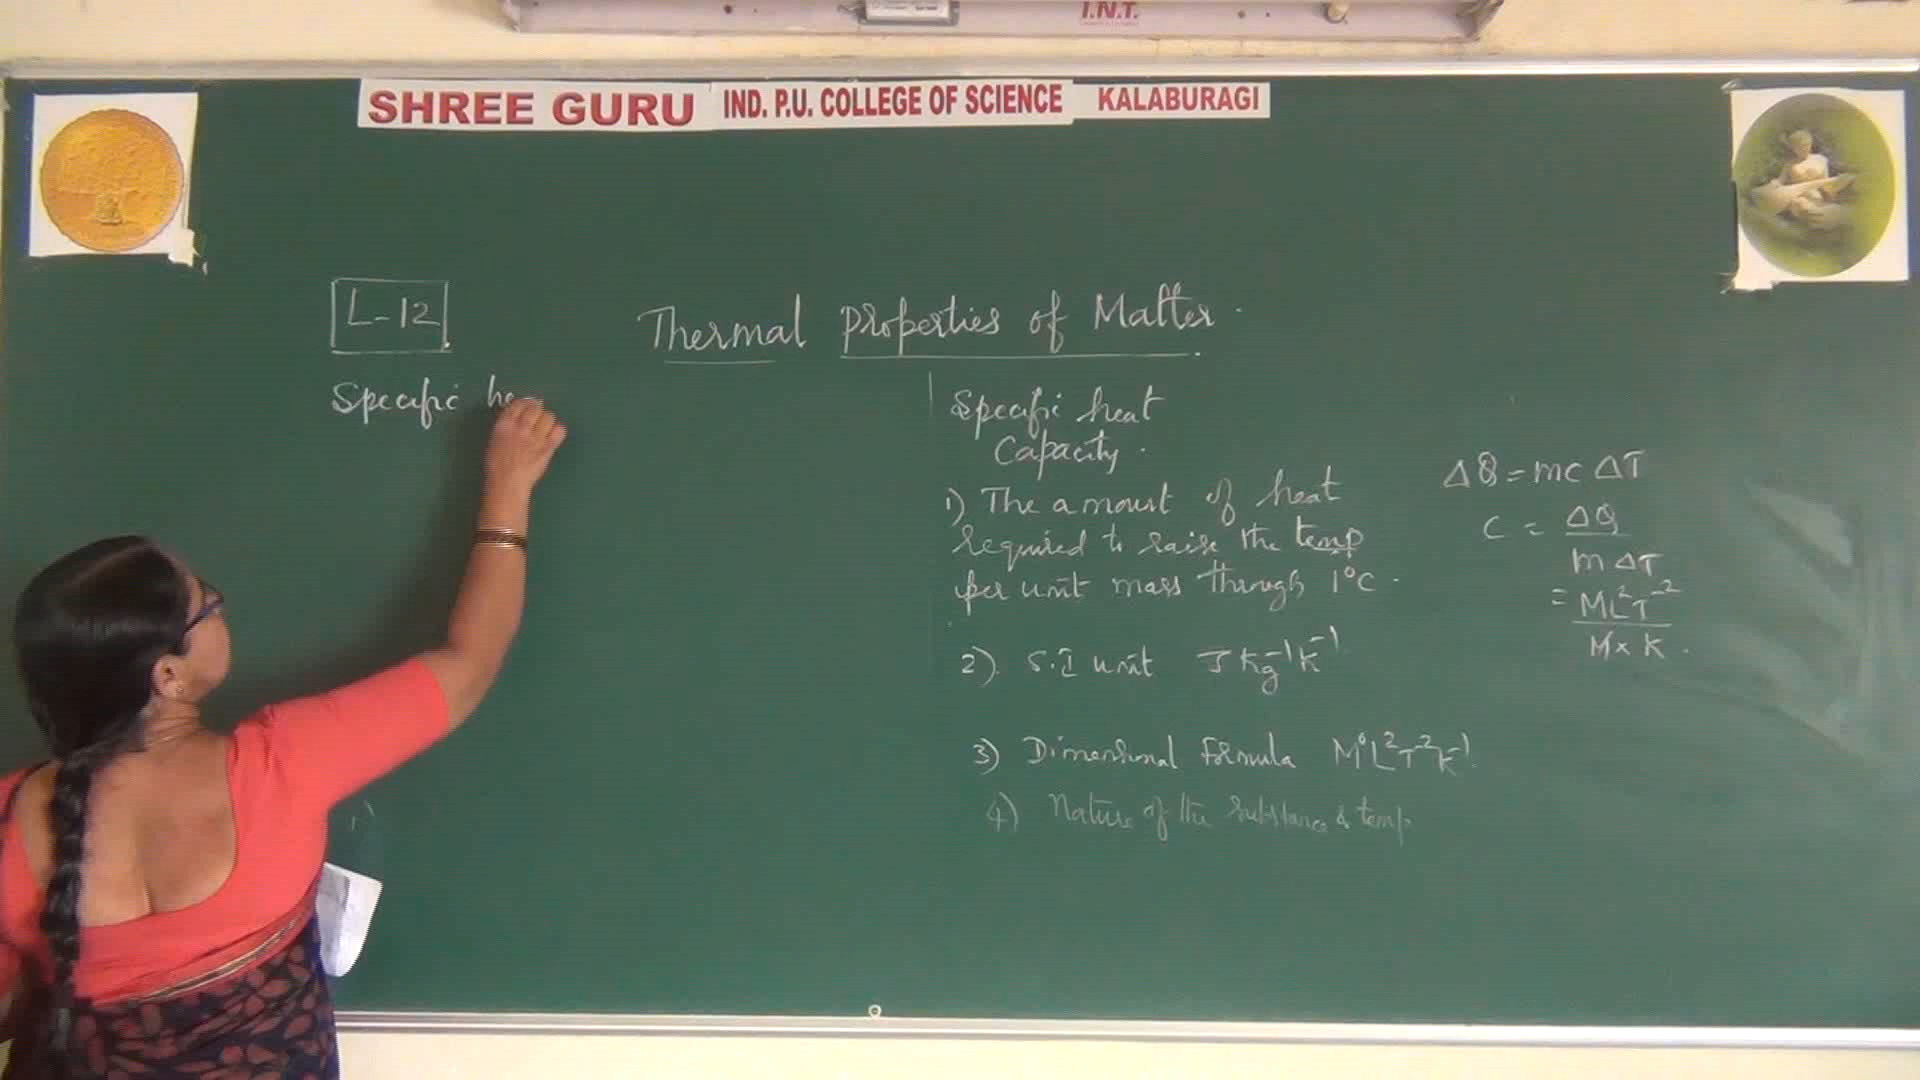 I.N.T.
SHREE GURU IND. P.U. COLLEGE OF SCIENCE KALABURAGI
L-12
Thermal Properties of Matter.
Specific he
Specific heat
Capacity.
1) The amount of heat
required to raise the temp
per unit mass through 1°C.
2). S.I unit J Kg⁻¹ K⁻¹
3) Dimensional formula M⁰L²T⁻²K⁻¹.
4) Nature of the substance & temp
ΔQ = mc ΔT
C = ΔQ
m ΔT
= ML²T⁻²
M × K.